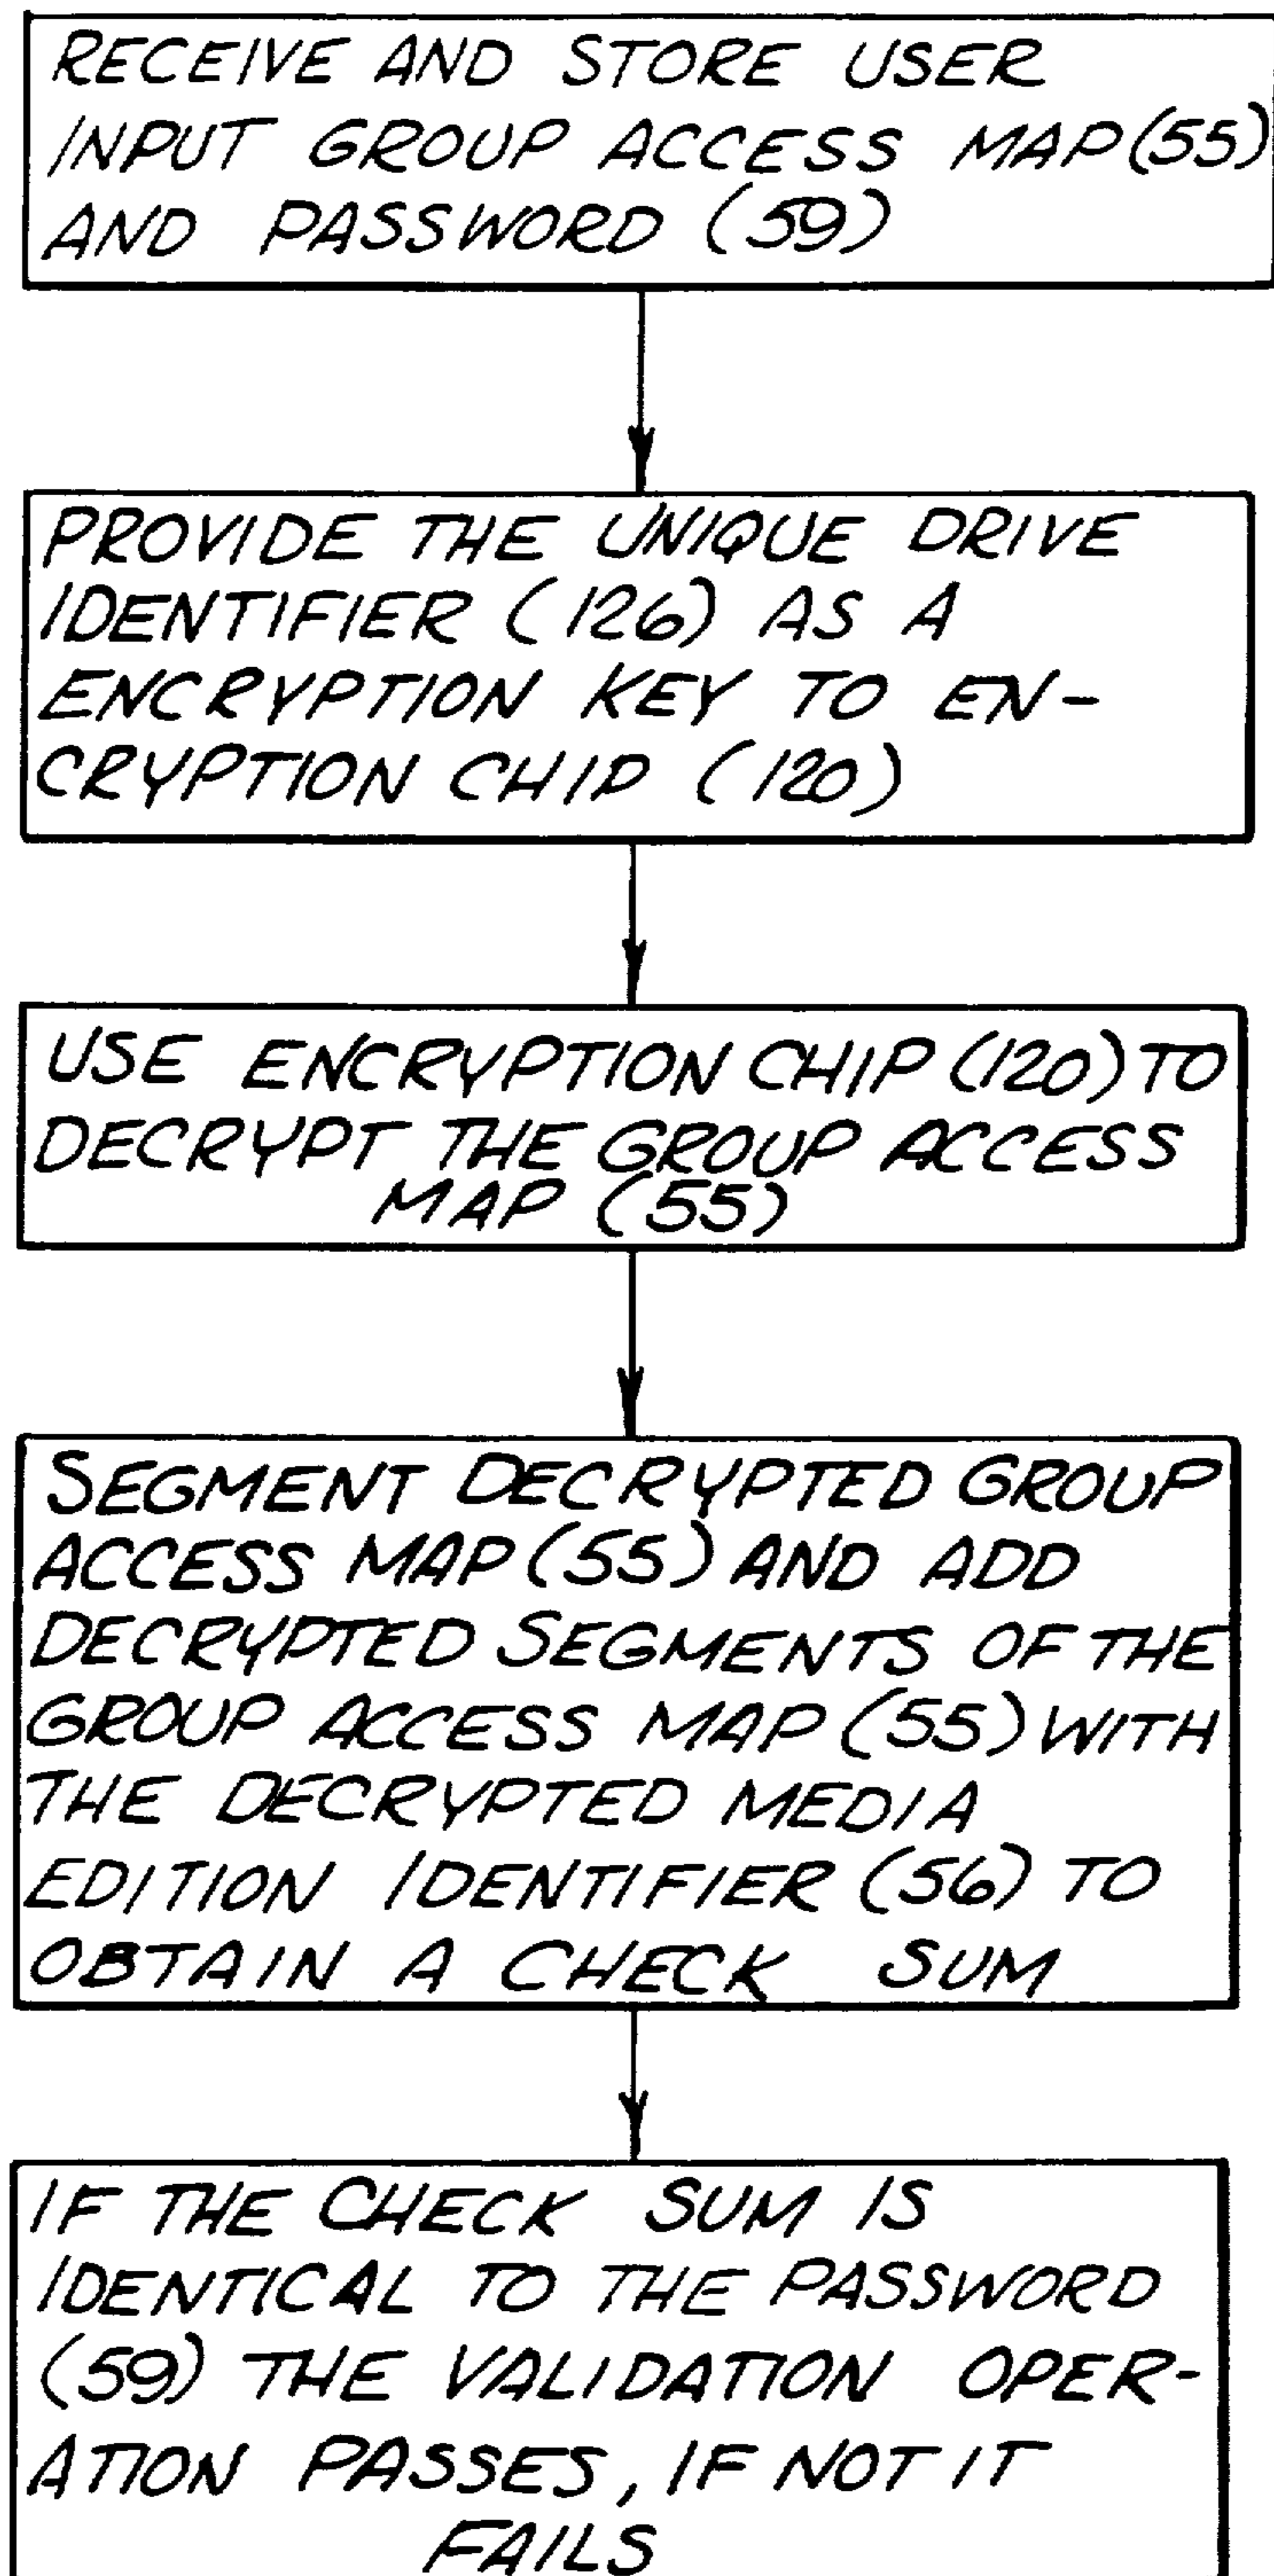 RECEIVE AND STORE USER
INPUT GROUP ACCESS MAP (55)
AND PASSWORD (59)
PROVIDE THE UNIQUE DRIVE
IDENTIFIER (126) AS A
ENCRYPTION KEY TO EN-
CRYPTION CHIP (120)
USE ENCRYPTION CHIP (120) TO
DECRYPT THE GROUP ACCESS
MAP (55)
SEGMENT DECRYPTED GROUP
ACCESS MAP (55) AND ADD
DECRYPTED SEGMENTS OF THE
GROUP ACCESS MAP (55) WITH
THE DECRYPTED MEDIA
EDITION IDENTIFIER (56) TO
OBTAIN A CHECK SUM
IF THE CHECK SUM IS
IDENTICAL TO THE PASSWORD
(59) THE VALIDATION OPER-
ATION PASSES, IF NOT IT
FAILS